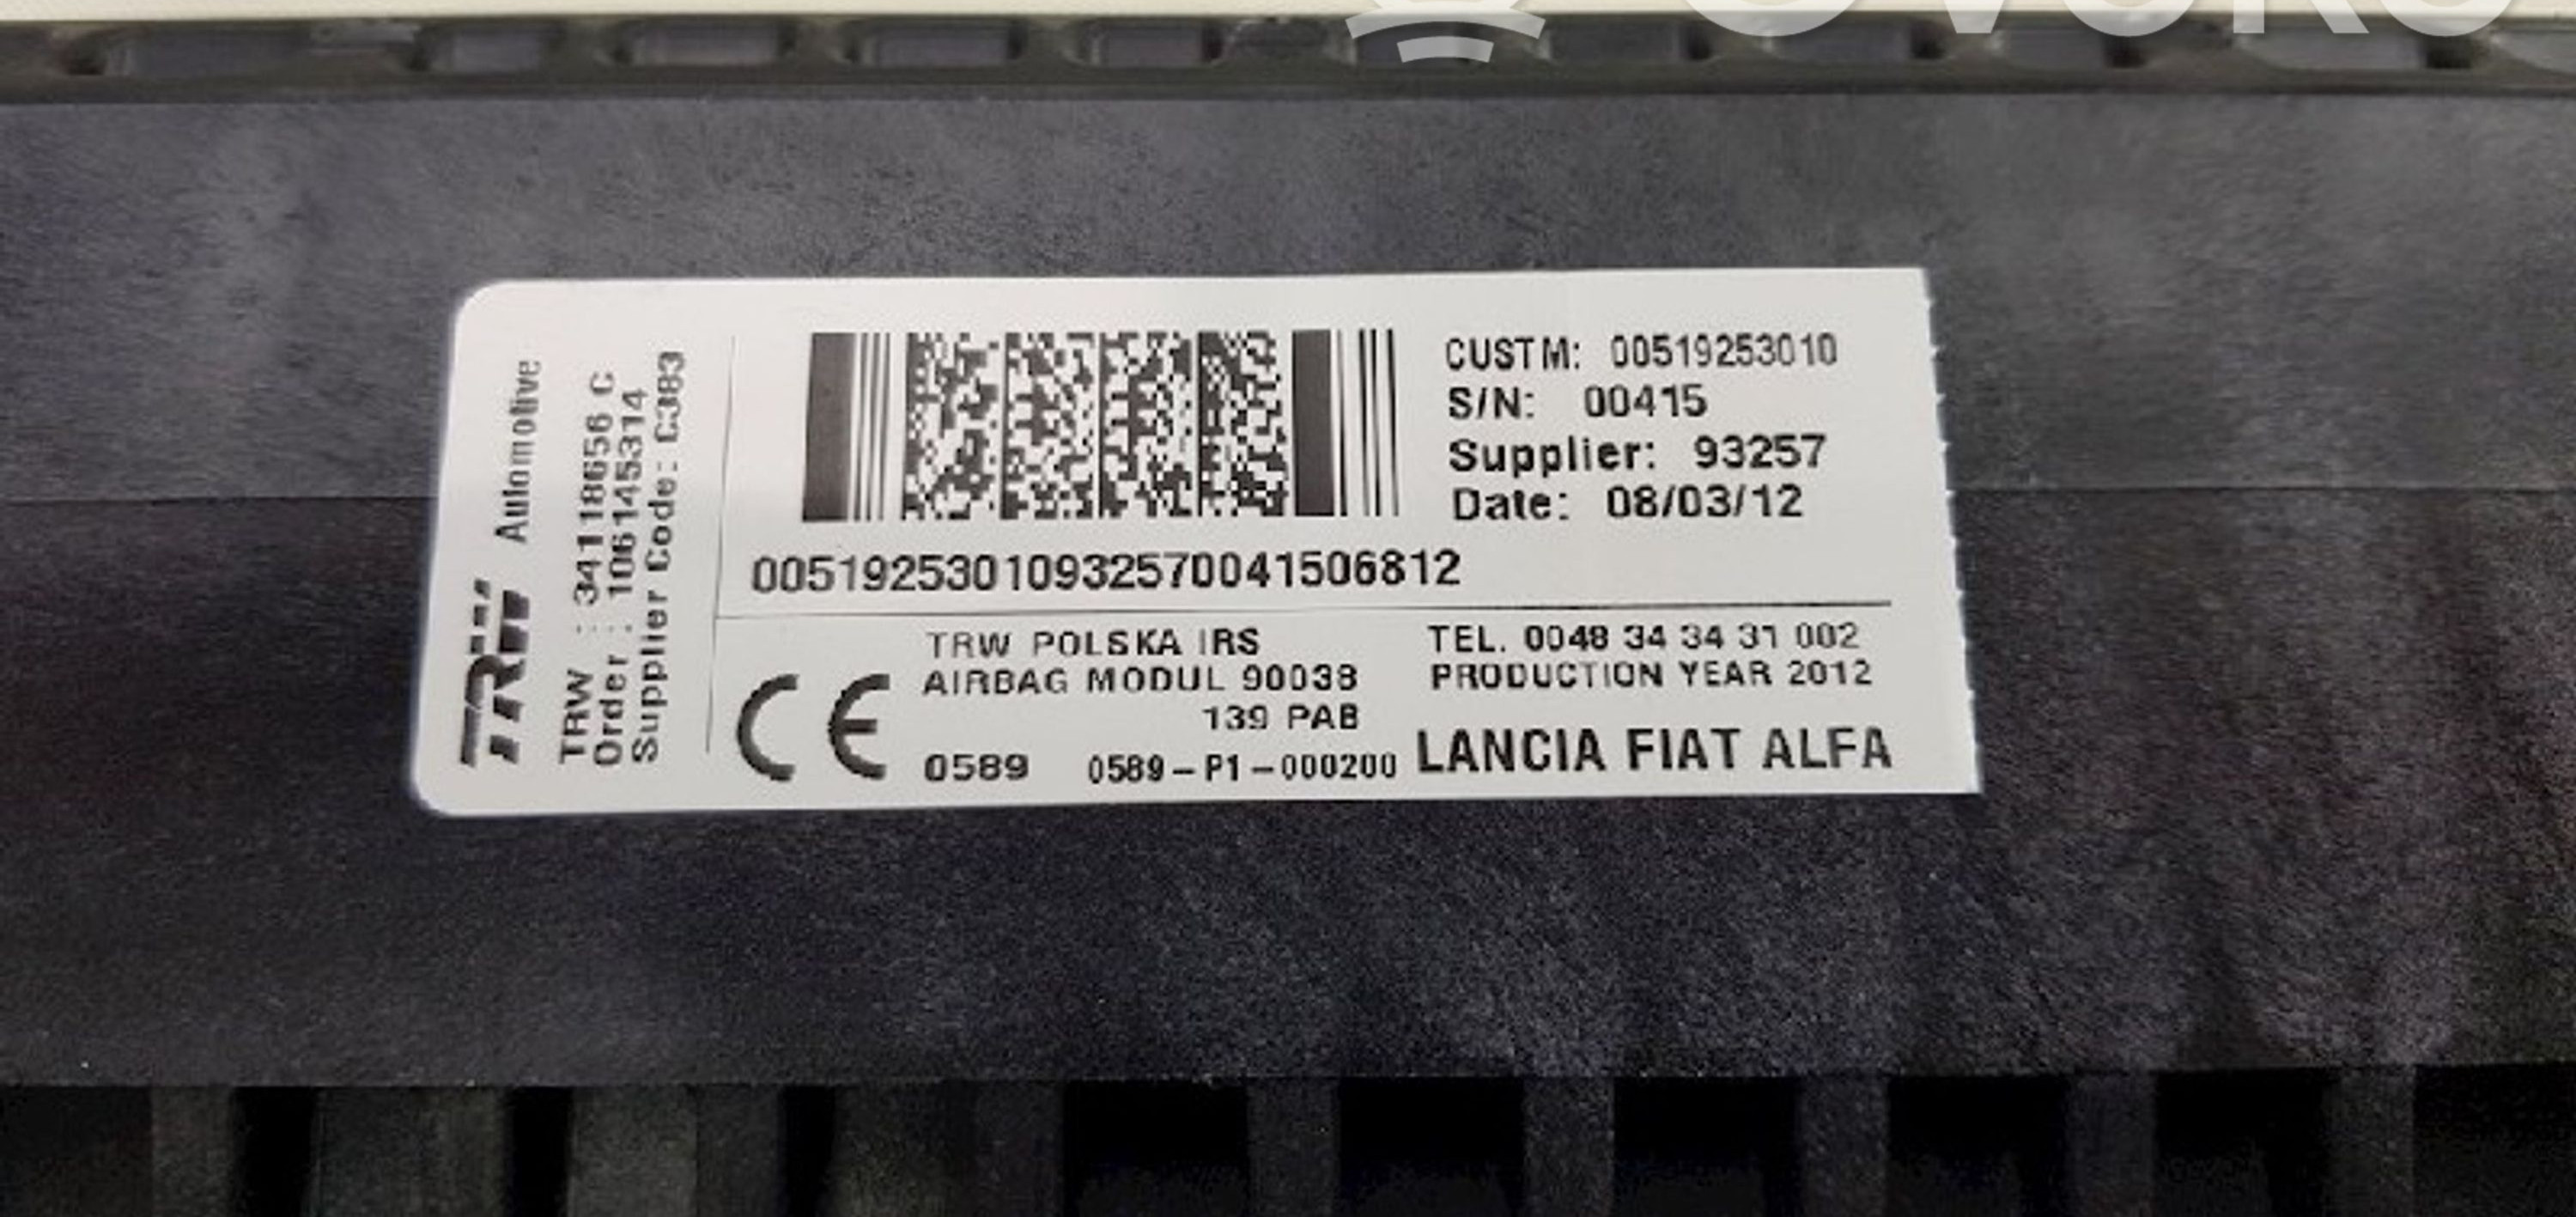 TRW Automotive
TRW : 34118656 C
Order : 106145314
Supplier Code: C383
CUSTM: 00519253010
S/N: 00415
Supplier: 93257
Date: 08/03/12
00519253010932570041506812
TRW POLSKA IRS
AIRBAG MODUL 90038
139 PAB
CE 0589 0589-P1-000200
TEL. 0048 34 34 31 002
PRODUCTION YEAR 2012
LANCIA FIAT ALFA